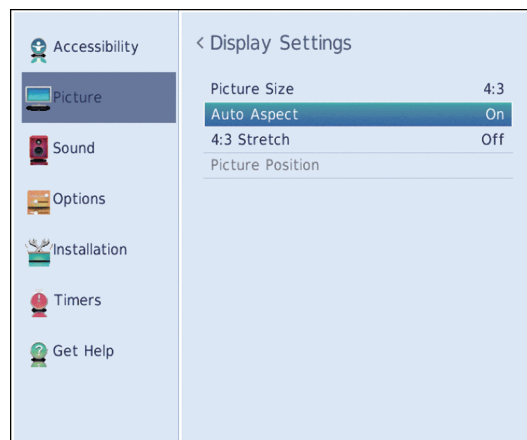 Accessibility
Picture
Sound
Options
Installation
Timers
Get Help
< Display Settings
Picture Size 4:3
Auto Aspect On
4:3 Stretch Off
Picture Position